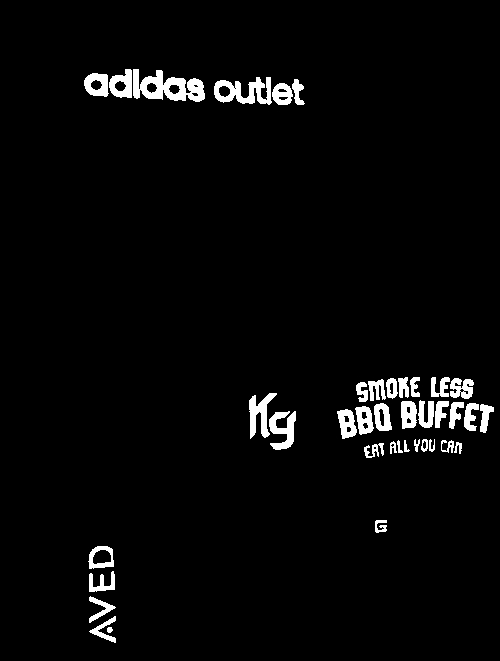 adidas outlet
SMOKE LESS
Kg
BBQ BUFFET
EAT ALL YOU CAN
G
AVED